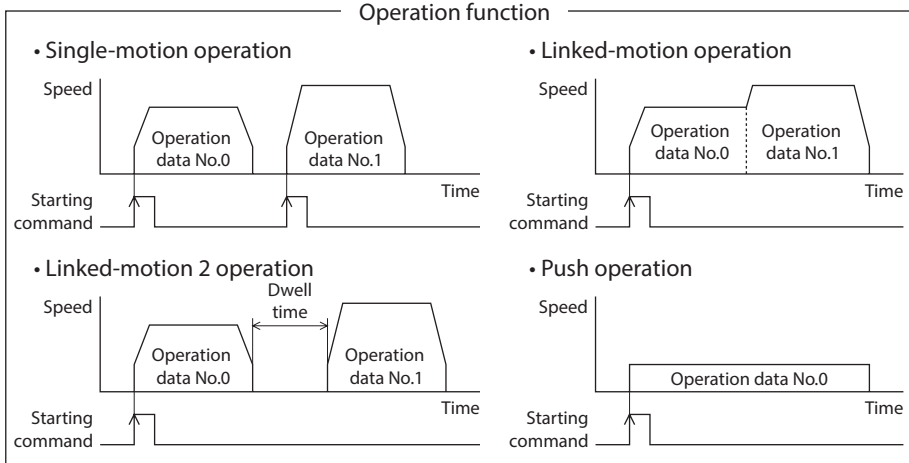 Operation function
• Single-motion operation
Speed
Operation
data No.0
Operation
data No.1
Time
Starting
command
• Linked-motion operation
Speed
Operation
data No.0
Operation
data No.1
Time
Starting
command
• Linked-motion 2 operation
Speed
Dwell
time
Operation
data No.0
Operation
data No.1
Time
Starting
command
• Push operation
Speed
Operation data No.0
Time
Starting
command